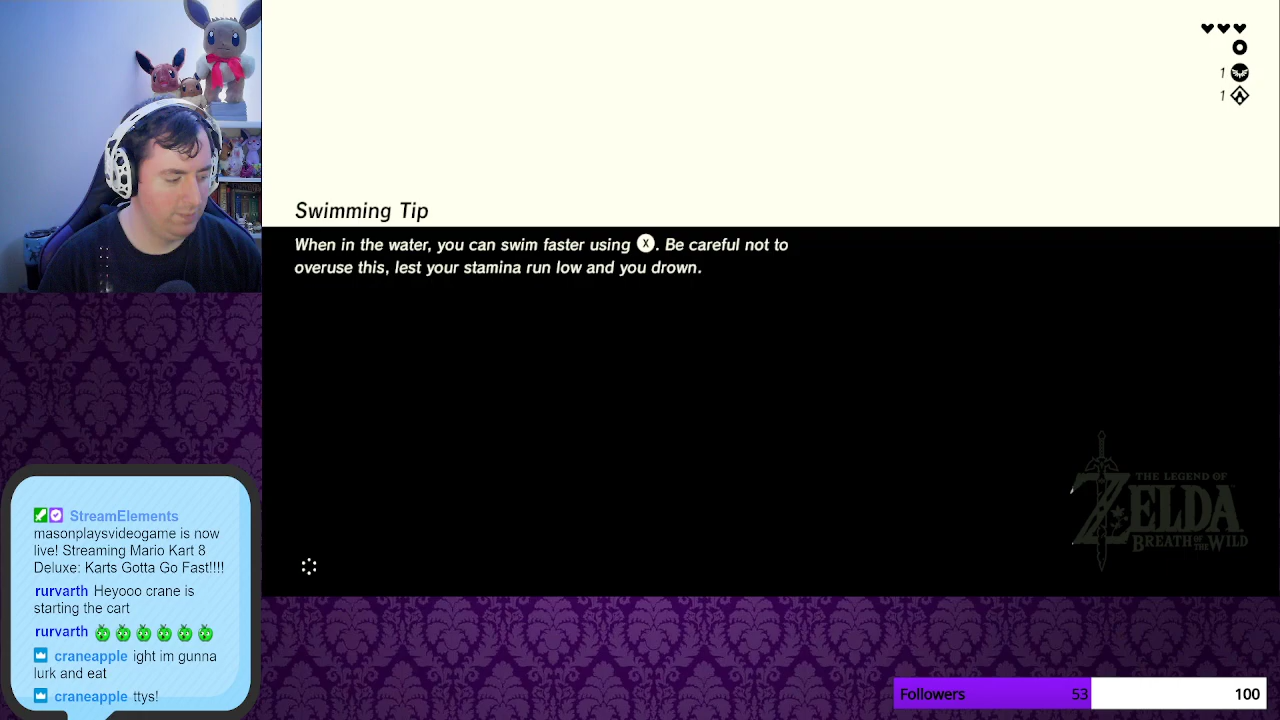 1
1
Swimming Tip
When in the water, you can swim faster using X. Be careful not to
overuse this, lest your stamina run low and you drown.
THE LEGEND OF
ZELDA
BREATH OF THE WILD
StreamElements
masonplaysvideogame is now
live! Streaming Mario Kart 8
Deluxe: Karts Gotta Go Fast!!!!
rurvarth Heyooo crane is
starting the cart
rurvarth
craneapple ight im gunna
lurk and eat
craneapple ttys!
Followers 53 100